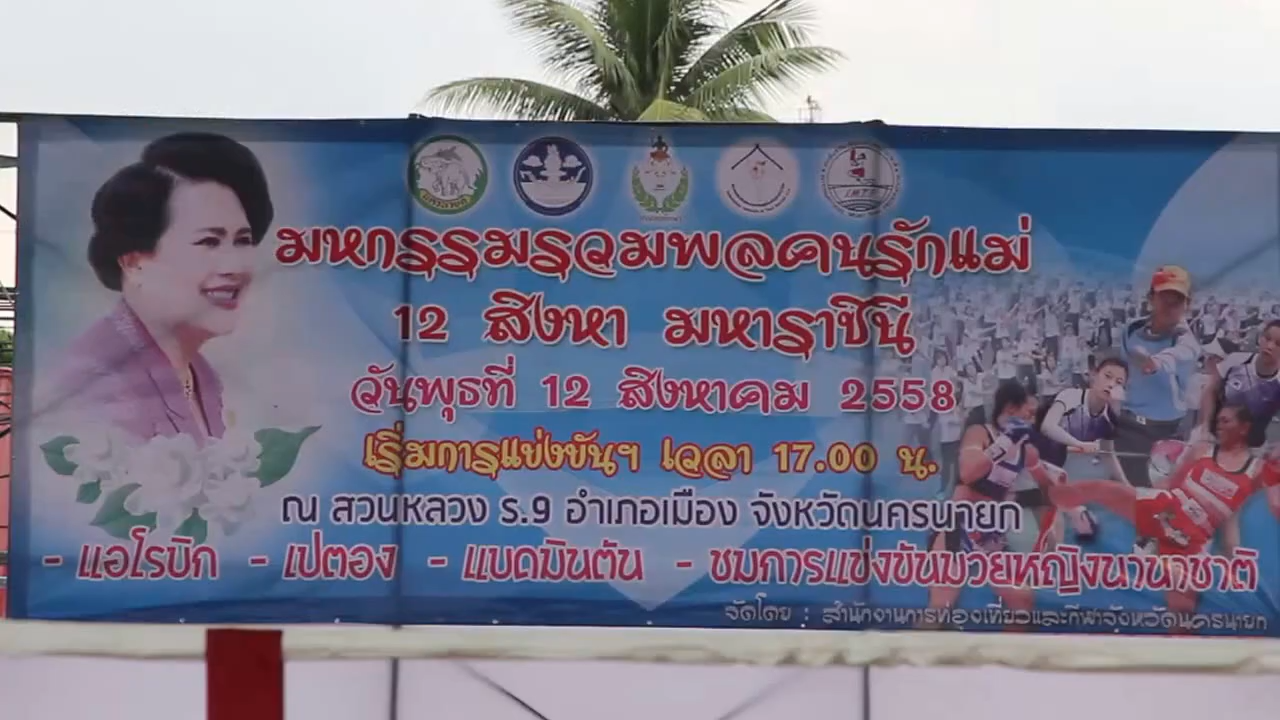 มหกรรมรวมพลคนรักแม่
12 สิงหา มหาราชินี
วันพุธที่ 12 สิงหาคม 2558
เริ่มการแข่งขันฯ เวลา 17.00 น.
ณ สวนหลวง ร.9 อำเภอเมือง จังหวัดนครนายก
- แอโรบิก - เปตอง - แบดมินตัน - ชมการแข่งขันมวยหญิงนานาชาติ
จัดโดย : สำนักงานการท่องเที่ยวและกีฬาจังหวัดนครนายก